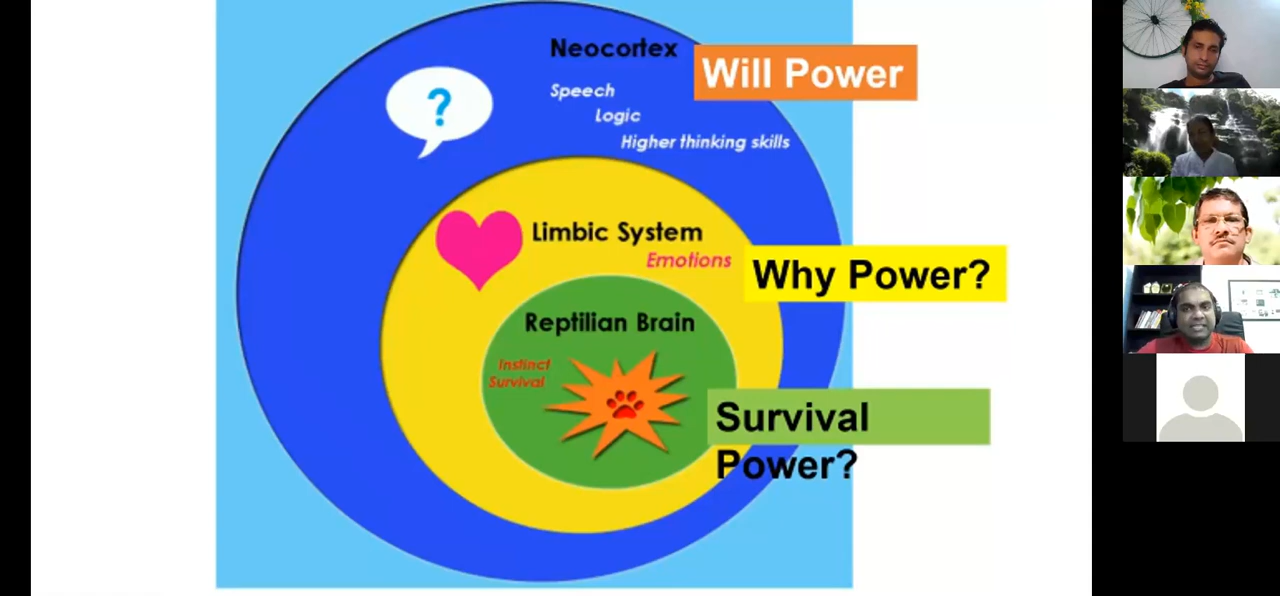 Neocortex
Will Power
Speech
Logic
Higher thinking skills
?
Limbic System
Emotions
Why Power?
Reptilian Brain
Instinct
Survival
Survival
Power?